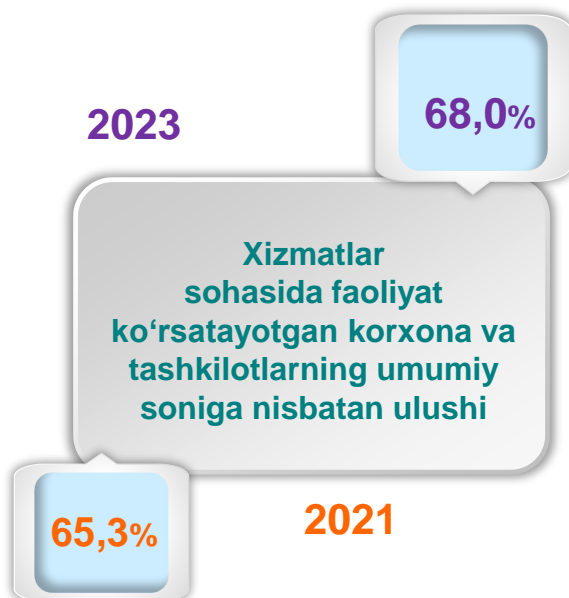 2023
68,0%
Xizmatlar
sohasida faoliyat
ko‘rsatayotgan korxona va
tashkilotlarning umumiy
soniga nisbatan ulushi
65,3%
2021